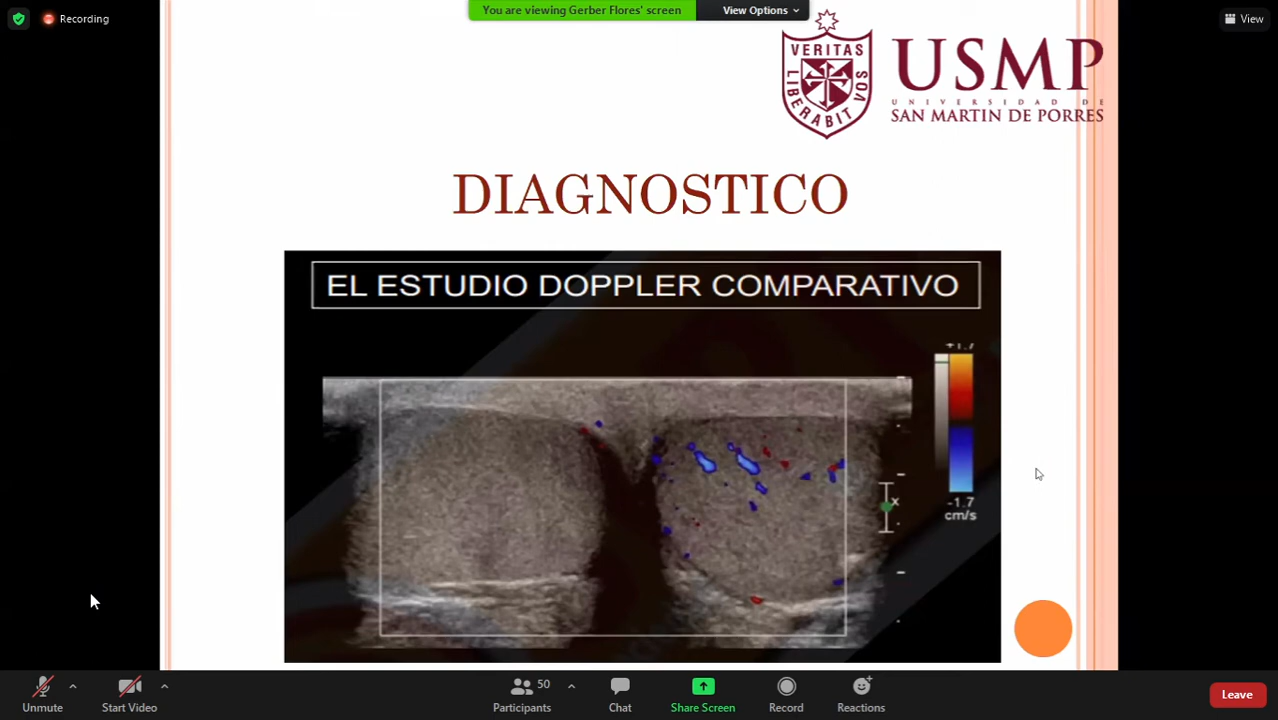 Recording
You are viewing Gerber Flores' screen
View Options
View
VERITAS
LIBERABIT VOS
USMP
UNIVERSIDAD DE
SAN MARTIN DE PORRES
DIAGNOSTICO
EL ESTUDIO DOPPLER COMPARATIVO
+1.7
x
-1.7
cm/s
Unmute
Start Video
50
Participants
Chat
Share Screen
Record
Reactions
Leave